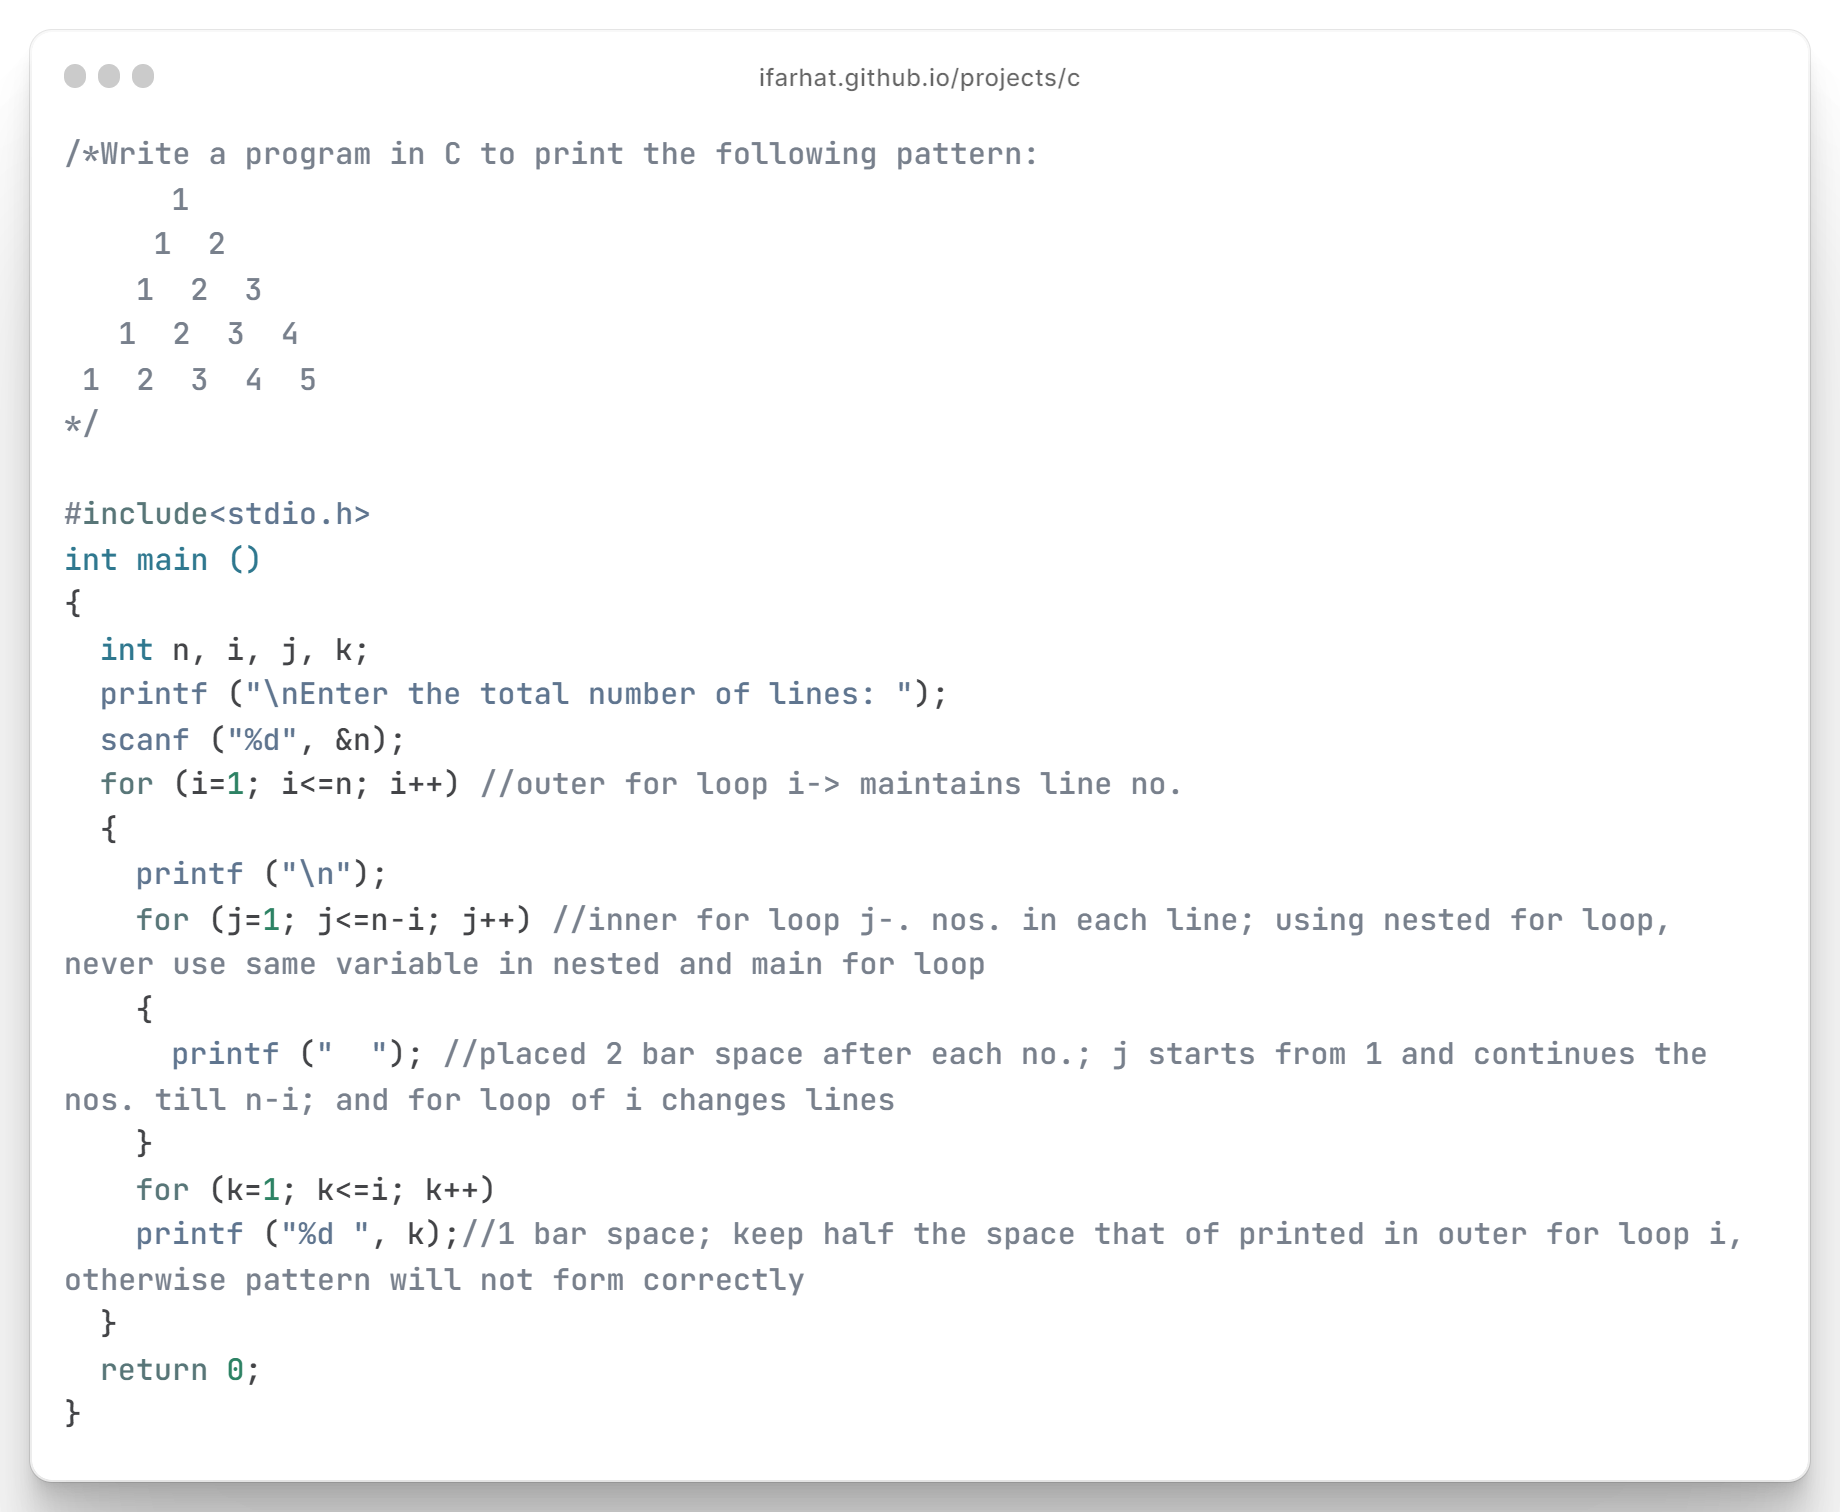 ifarhat.github.io/projects/c
/*Write a program in C to print the following pattern:
      1
     1  2
    1  2  3
   1  2  3  4
 1  2  3  4  5
*/

#include<stdio.h>
int main ()
{
  int n, i, j, k;
  printf ("\nEnter the total number of lines: ");
  scanf ("%d", &n);
  for (i=1; i<=n; i++) //outer for loop i-> maintains line no.
  {
    printf ("\n");
    for (j=1; j<=n-i; j++) //inner for loop j-. nos. in each line; using nested for loop,
never use same variable in nested and main for loop
    {
      printf ("  "); //placed 2 bar space after each no.; j starts from 1 and continues the
nos. till n-i; and for loop of i changes lines
    }
    for (k=1; k<=i; k++)
    printf ("%d ", k);//1 bar space; keep half the space that of printed in outer for loop i,
otherwise pattern will not form correctly
  }
  return 0;
}